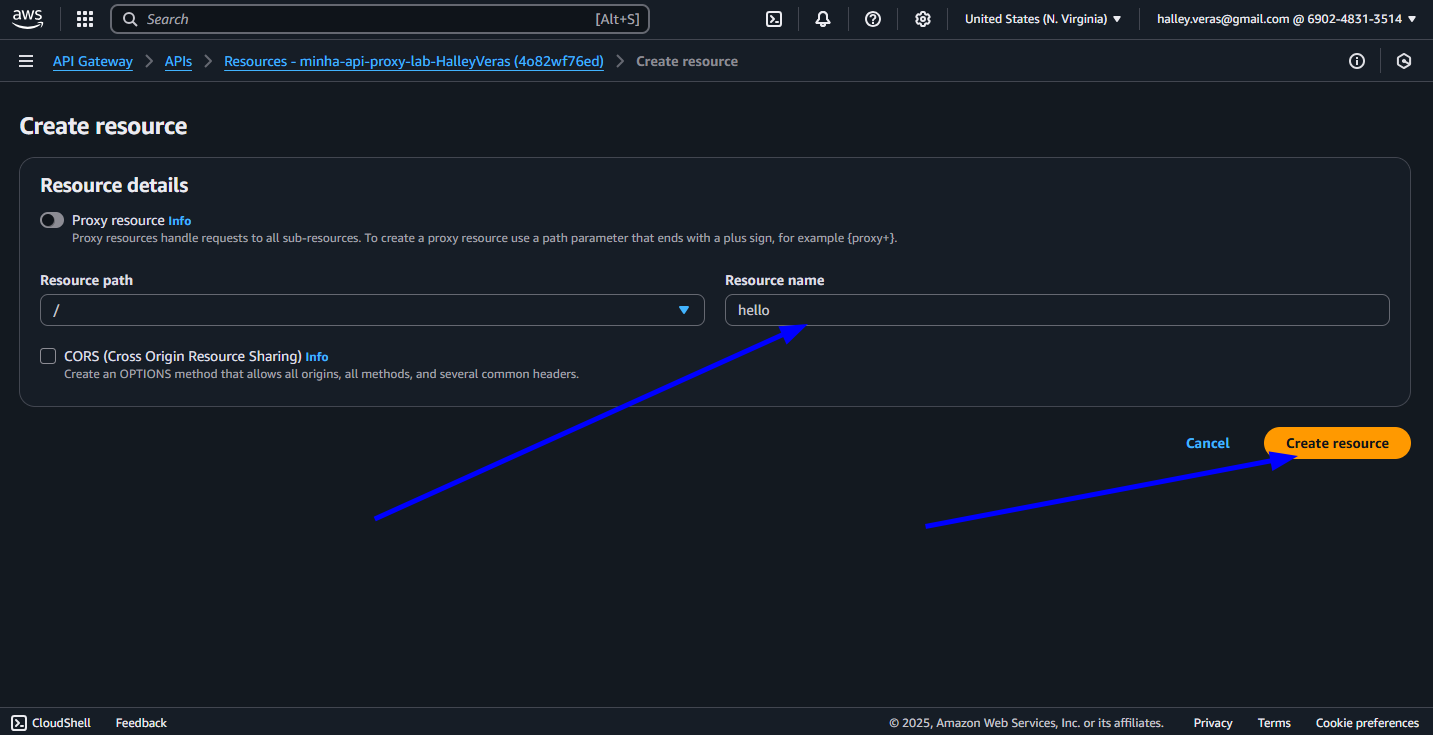 aws
Search
[Alt+S]
United States (N. Virginia)
halley.veras@gmail.com @ 6902-4831-3514
API Gateway
APIs
Resources - minha-api-proxy-lab-HalleyVeras (4o82wf76ed)
Create resource
Create resource
Resource details
Proxy resource Info
Proxy resources handle requests to all sub-resources. To create a proxy resource use a path parameter that ends with a plus sign, for example {proxy+}.
Resource path
Resource name
/
hello
CORS (Cross Origin Resource Sharing) Info
Create an OPTIONS method that allows all origins, all methods, and several common headers.
Cancel
Create resource
CloudShell
Feedback
© 2025, Amazon Web Services, Inc. or its affiliates.
Privacy
Terms
Cookie preferences